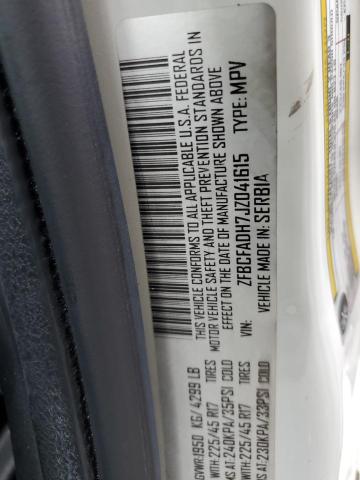 THIS VEHICLE CONFORMS TO ALL APPLICABLE U.S.A. FEDERAL
MOTOR VEHICLE SAFETY AND THEFT PREVENTION STANDARDS IN
EFFECT ON THE DATE OF MANUFACTURE SHOWN ABOVE
VIN: ZFBCFADH7JZ041615 TYPE: MPV
VEHICLE MADE IN: SERBIA
GVWR: 1950 KG/ 4299 LB
WITH 225/45 R17 TIRES
AT 240KPA/35PSI COLD
WITH 225/45 R17 TIRES
MS AT 230KPA/33PSI COLD